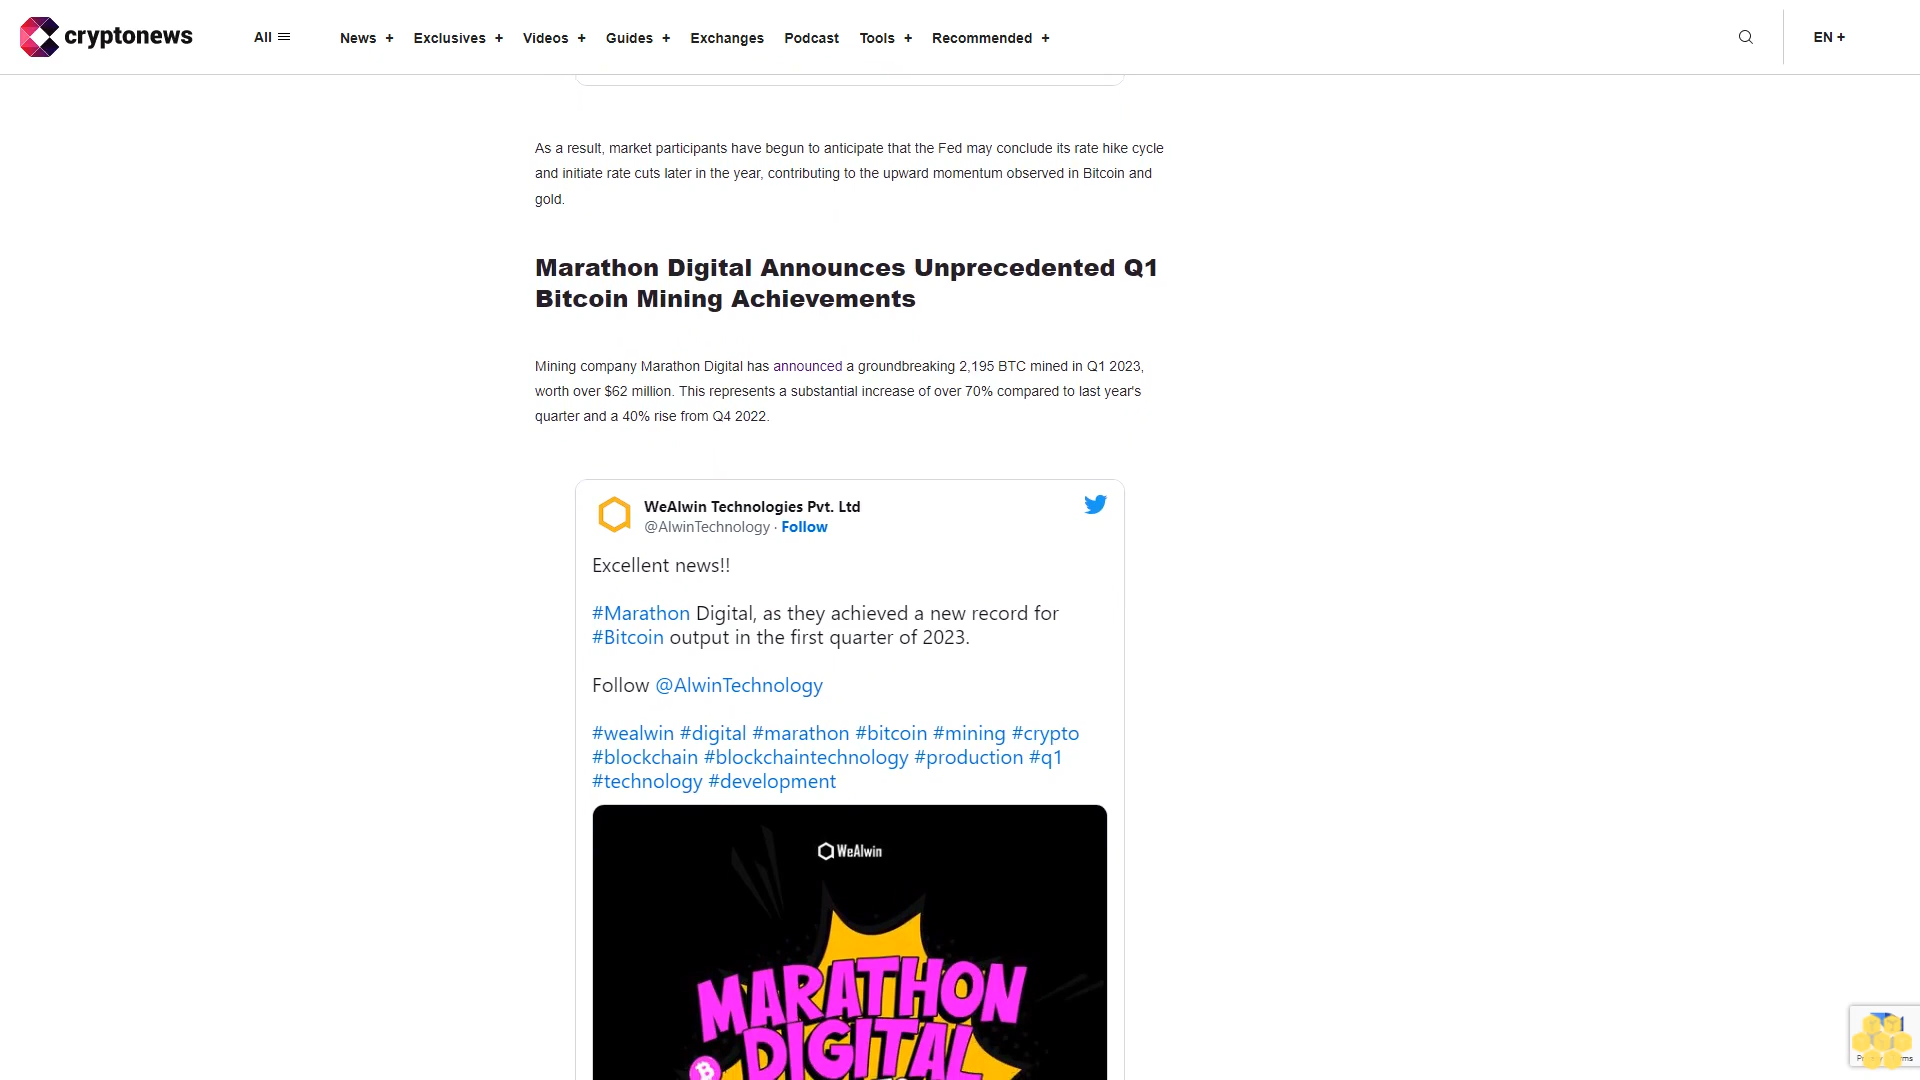 cryptonews
All
News +
Exclusives +
Videos +
Guides +
Exchanges
Podcast
Tools +
Recommended +
EN +
As a result, market participants have begun to anticipate that the Fed may conclude its rate hike cycle
and initiate rate cuts later in the year, contributing to the upward momentum observed in Bitcoin and
gold.
Marathon Digital Announces Unprecedented Q1
Bitcoin Mining Achievements
Mining company Marathon Digital has announced a groundbreaking 2,195 BTC mined in Q1 2023,
worth over $62 million. This represents a substantial increase of over 70% compared to last year's
quarter and a 40% rise from Q4 2022.
WeAlwin Technologies Pvt. Ltd
@AlwinTechnology · Follow
Excellent news!!
#Marathon Digital, as they achieved a new record for
#Bitcoin output in the first quarter of 2023.
Follow @AlwinTechnology
#wealwin #digital #marathon #bitcoin #mining #crypto
#blockchain #blockchaintechnology #production #q1
#technology #development
WeAlwin
MARATHON
DIGITAL